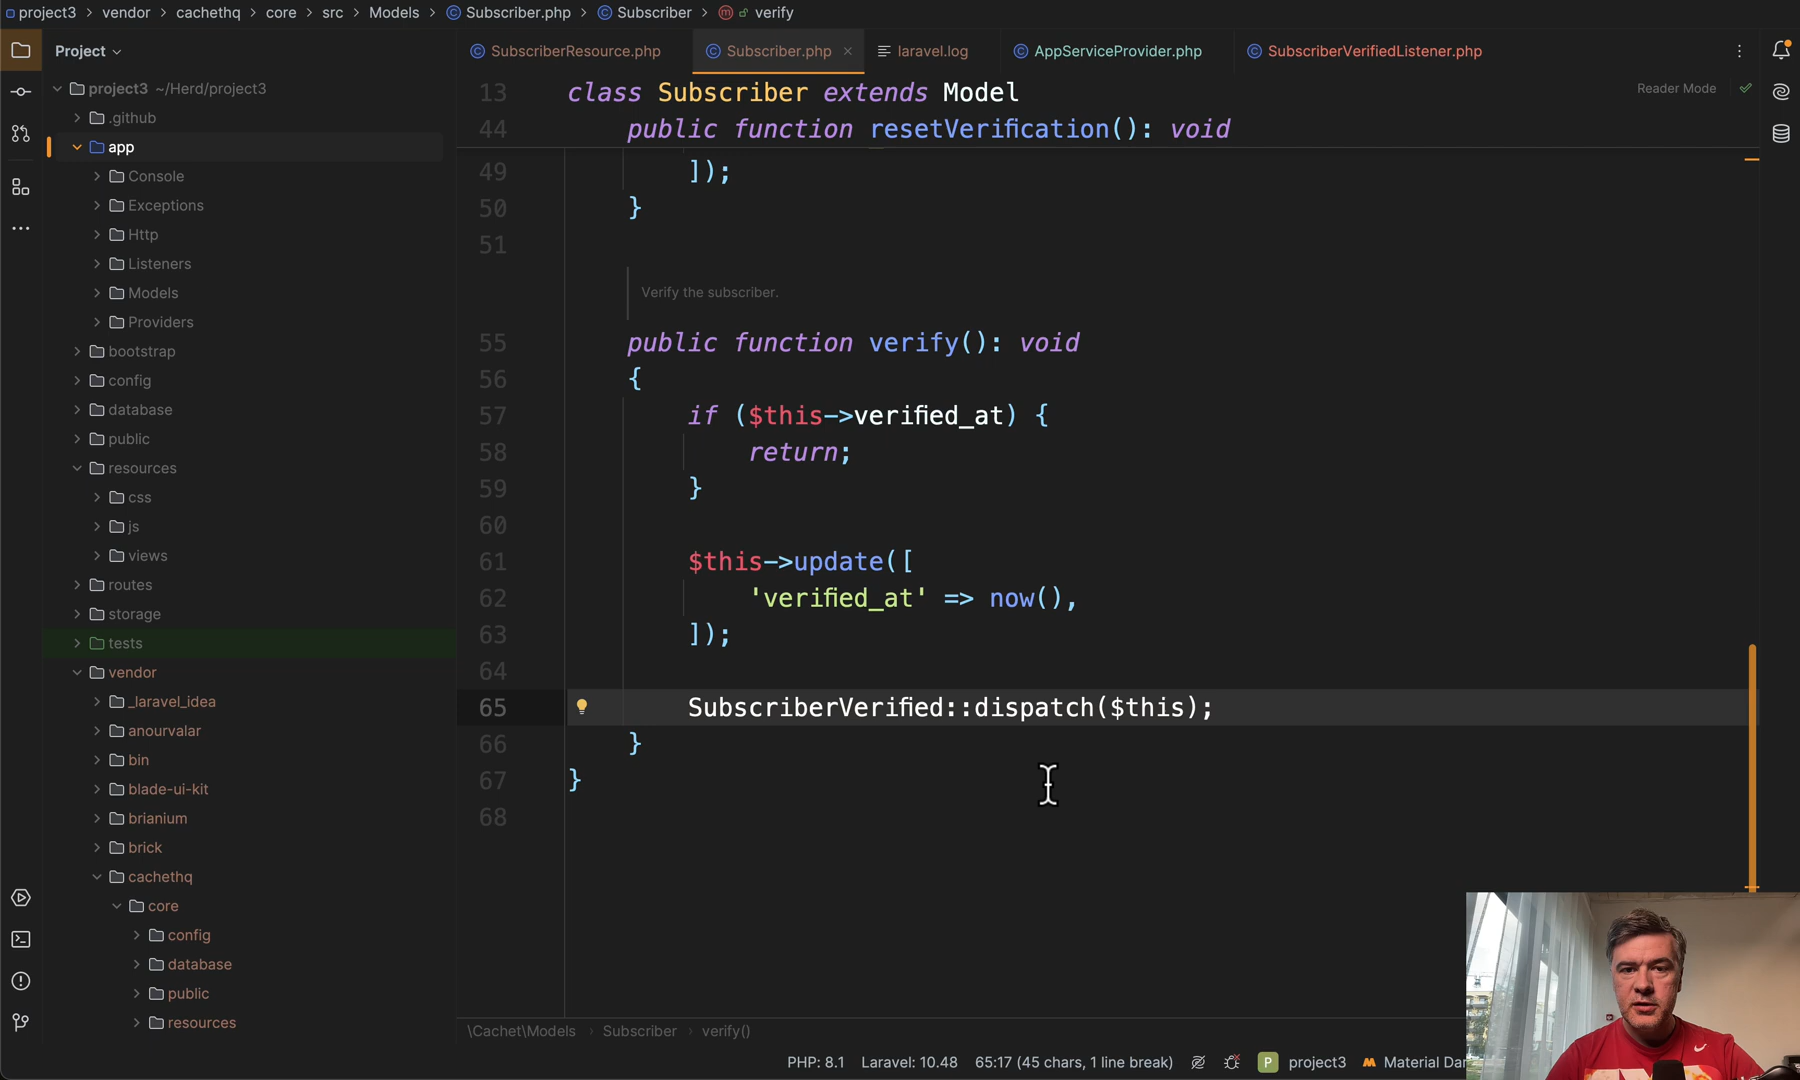 project3 > vendor > cachethq > core > src > Models > Subscriber.php > Subscriber > verify
Project
SubscriberResource.php
Subscriber.php
laravel.log
AppServiceProvider.php
SubscriberVerifiedListener.php
project3 ~/Herd/project3
.github
app
Console
Exceptions
Http
Listeners
Models
Providers
bootstrap
config
database
public
resources
css
js
views
routes
storage
tests
vendor
_laravel_idea
anourvalar
bin
blade-ui-kit
brianium
brick
cachethq
core
config
database
public
resources
Reader Mode
13 class Subscriber extends Model
44 public function resetVerification(): void
49 ]);
50 }
51
Verify the subscriber.
55 public function verify(): void
56 {
57 if ($this->verified_at) {
58 return;
59 }
60
61 $this->update([
62 'verified_at' => now(),
63 ]);
64
65 SubscriberVerified::dispatch($this);
66 }
67 }
68
\Cachet\Models > Subscriber > verify()
PHP: 8.1 Laravel: 10.48 65:17 (45 chars, 1 line break) P project3 Material Dar